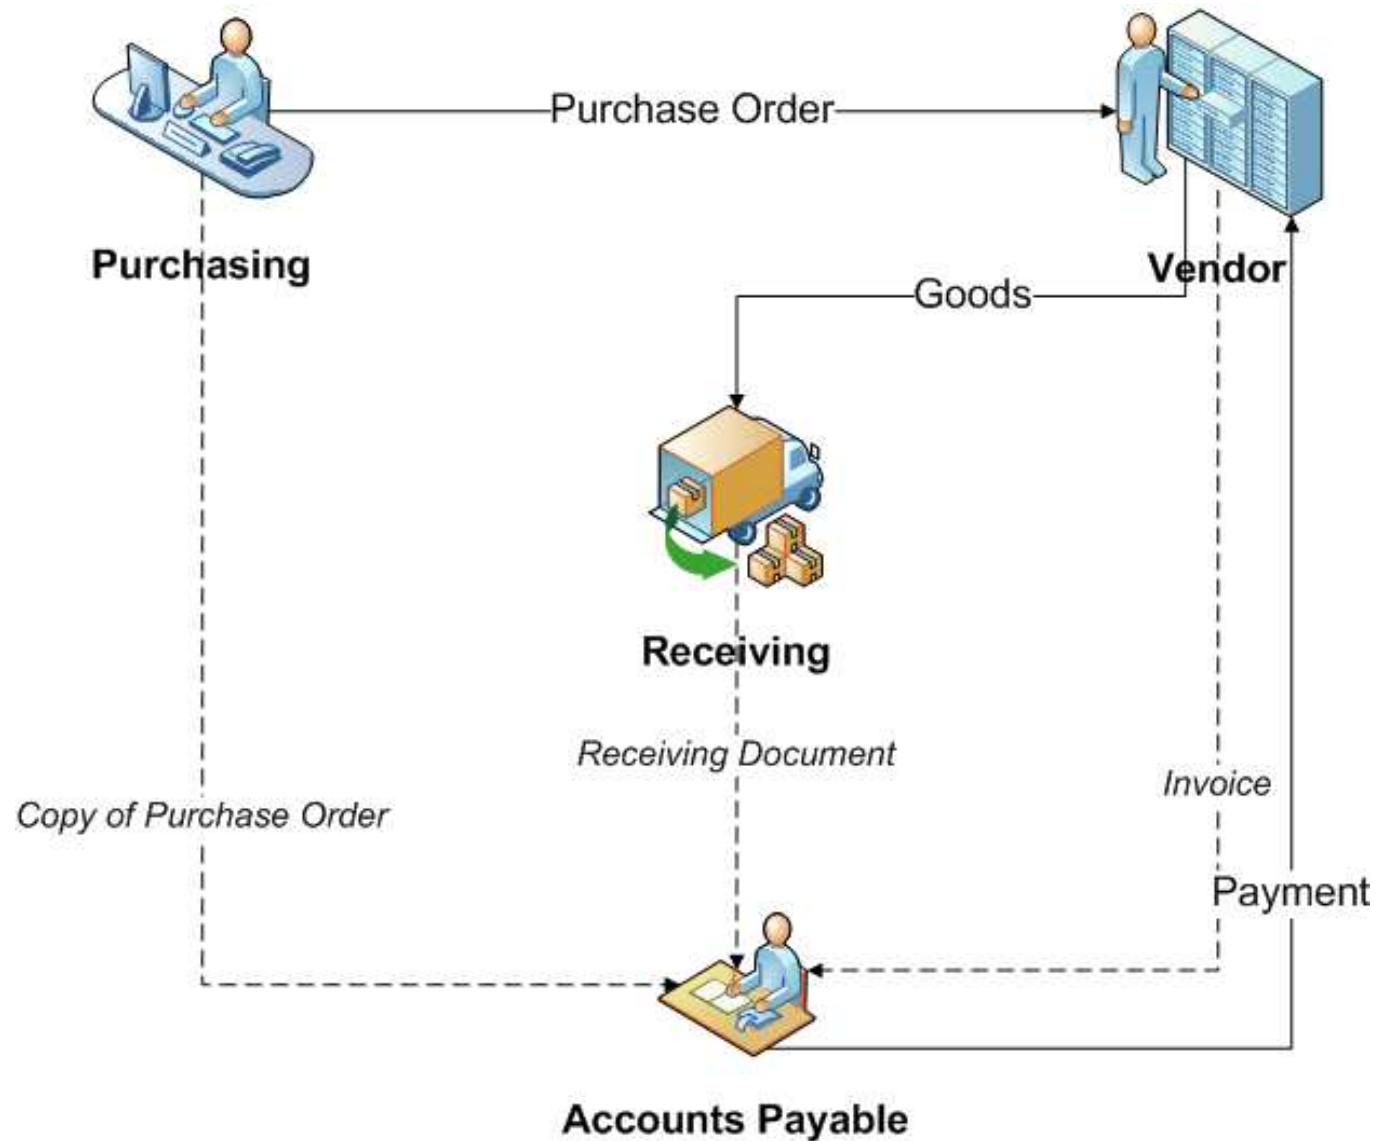 Purchase Order
Purchasing
Vendor
Goods
Receiving
Receiving Document
Invoice
Copy of Purchase Order
Payment
Accounts Payable